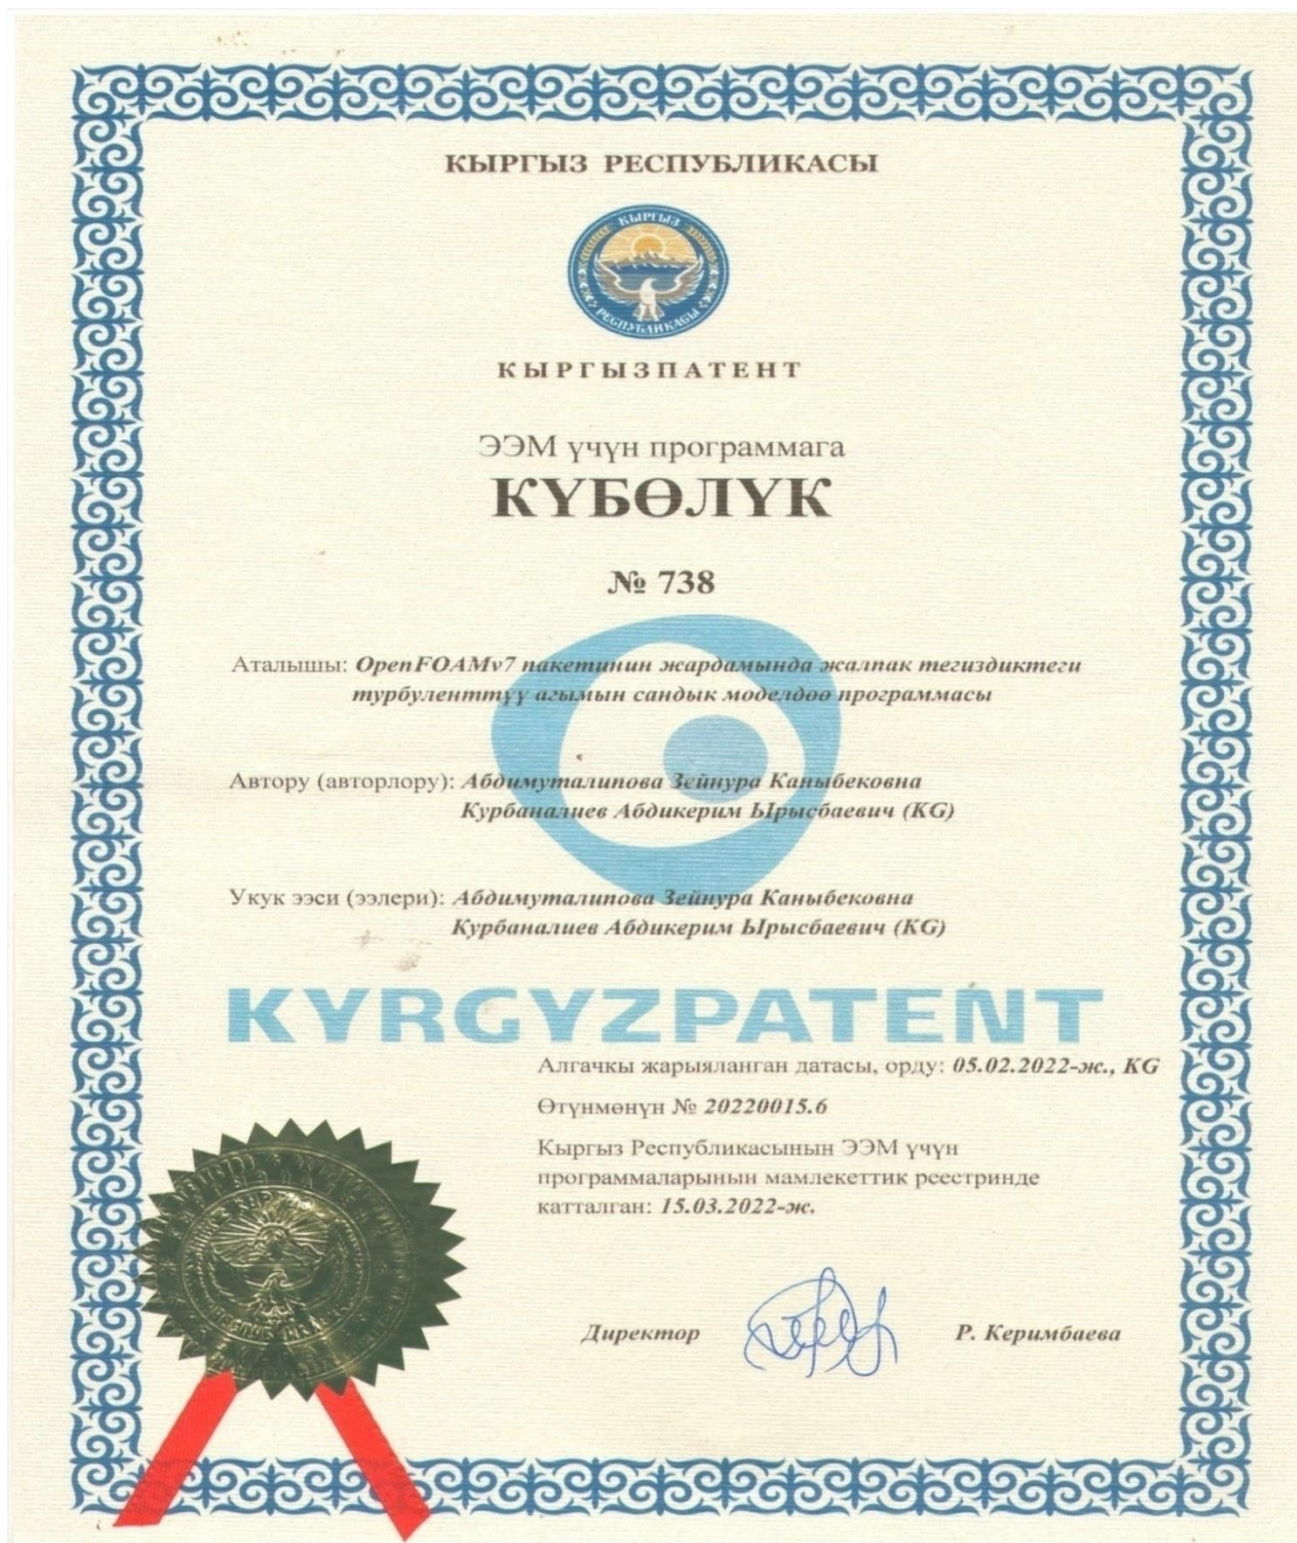 КЫРГЫЗ РЕСПУБЛИКАСЫ
КЫРГЫЗ
РЕСПУБЛИКАСЫ
КЫРГЫЗПАТЕНТ
ЭЭМ үчүн программага
КҮБӨЛҮК
№ 738
Аталышы: OpenFOAMv7 пакетинин жардамында жалпак тегиздиктеги
турбуленттүү агымын сандык моделдөө программасы
Автору (авторлору): Абдимуталипова Зейнура Каныбековна
Курбаналиев Абдикерим Ырысбаевич (KG)
Укук ээси (ээлери): Абдимуталипова Зейнура Каныбековна
Курбаналиев Абдикерим Ырысбаевич (KG)
KYRGYZPATENT
Алгачкы жарыяланган датасы, орду: 05.02.2022-ж., KG
Өтүнмөнүн № 20220015.6
Кыргыз Республикасынын ЭЭМ үчүн
программаларынын мамлекеттик реестринде
катталган: 15.03.2022-ж.
Директор Р. Керимбаева